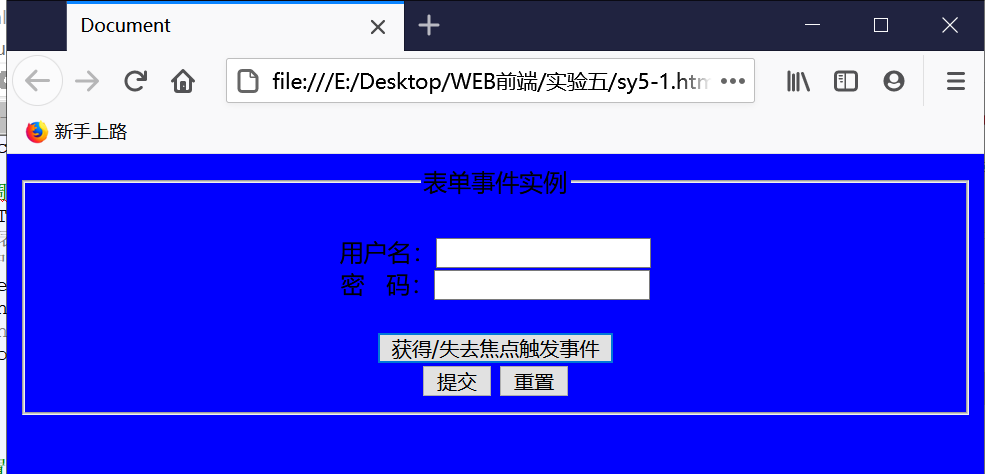 Document
file:///E:/Desktop/WEB前端/实验五/sy5-1.htm
新手上路
表单事件实例
用户名：
密 码：
获得/失去焦点触发事件
提交 重置